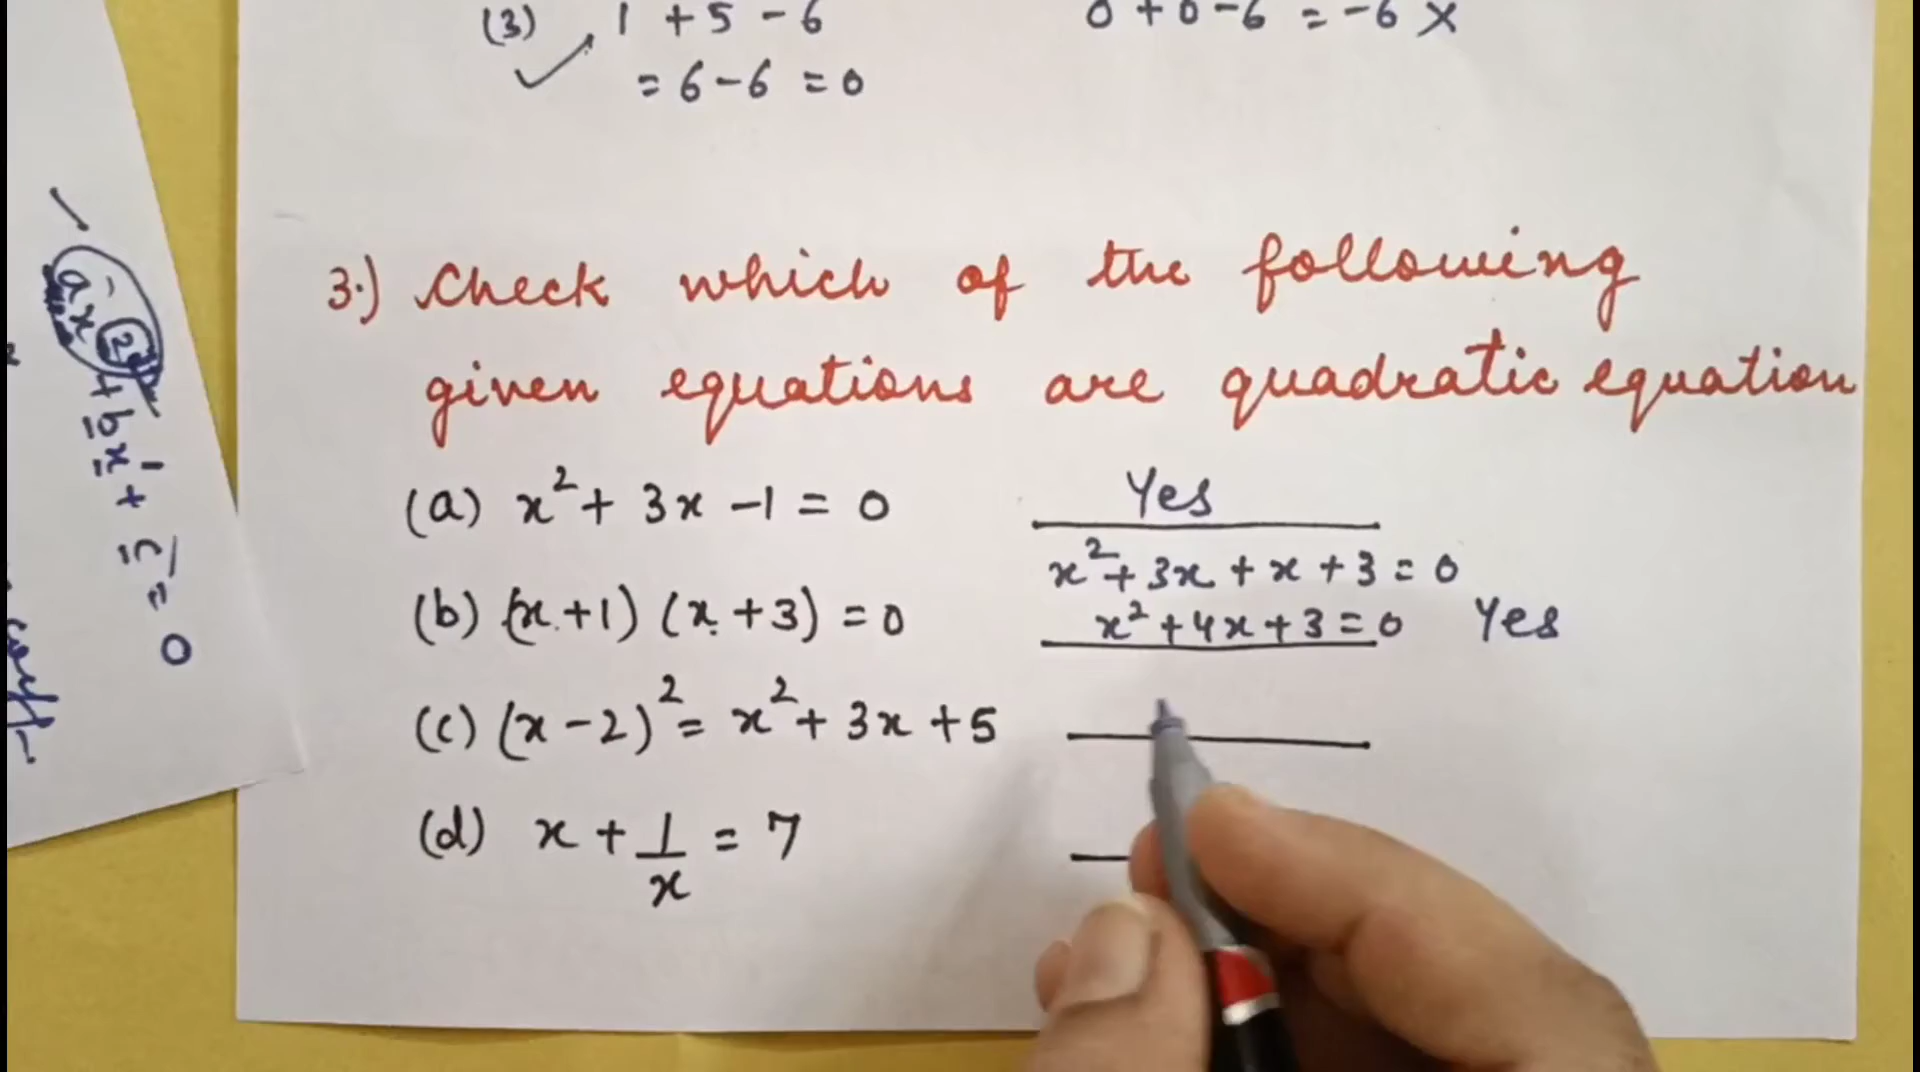 (3) 1 + 5 - 6
= 6 - 6 = 0
0 + 0 - 6 = -6 ×
ax² + bx¹ + c = 0
coeff
3.) Check which of the following
given equations are quadratic equation
(a) x² + 3x - 1 = 0 Yes
x² + 3x + x + 3 = 0
(b) (x + 1) (x + 3) = 0 x² + 4x + 3 = 0 Yes
(c) (x - 2)² = x² + 3x + 5
(d) x + 1/x = 7